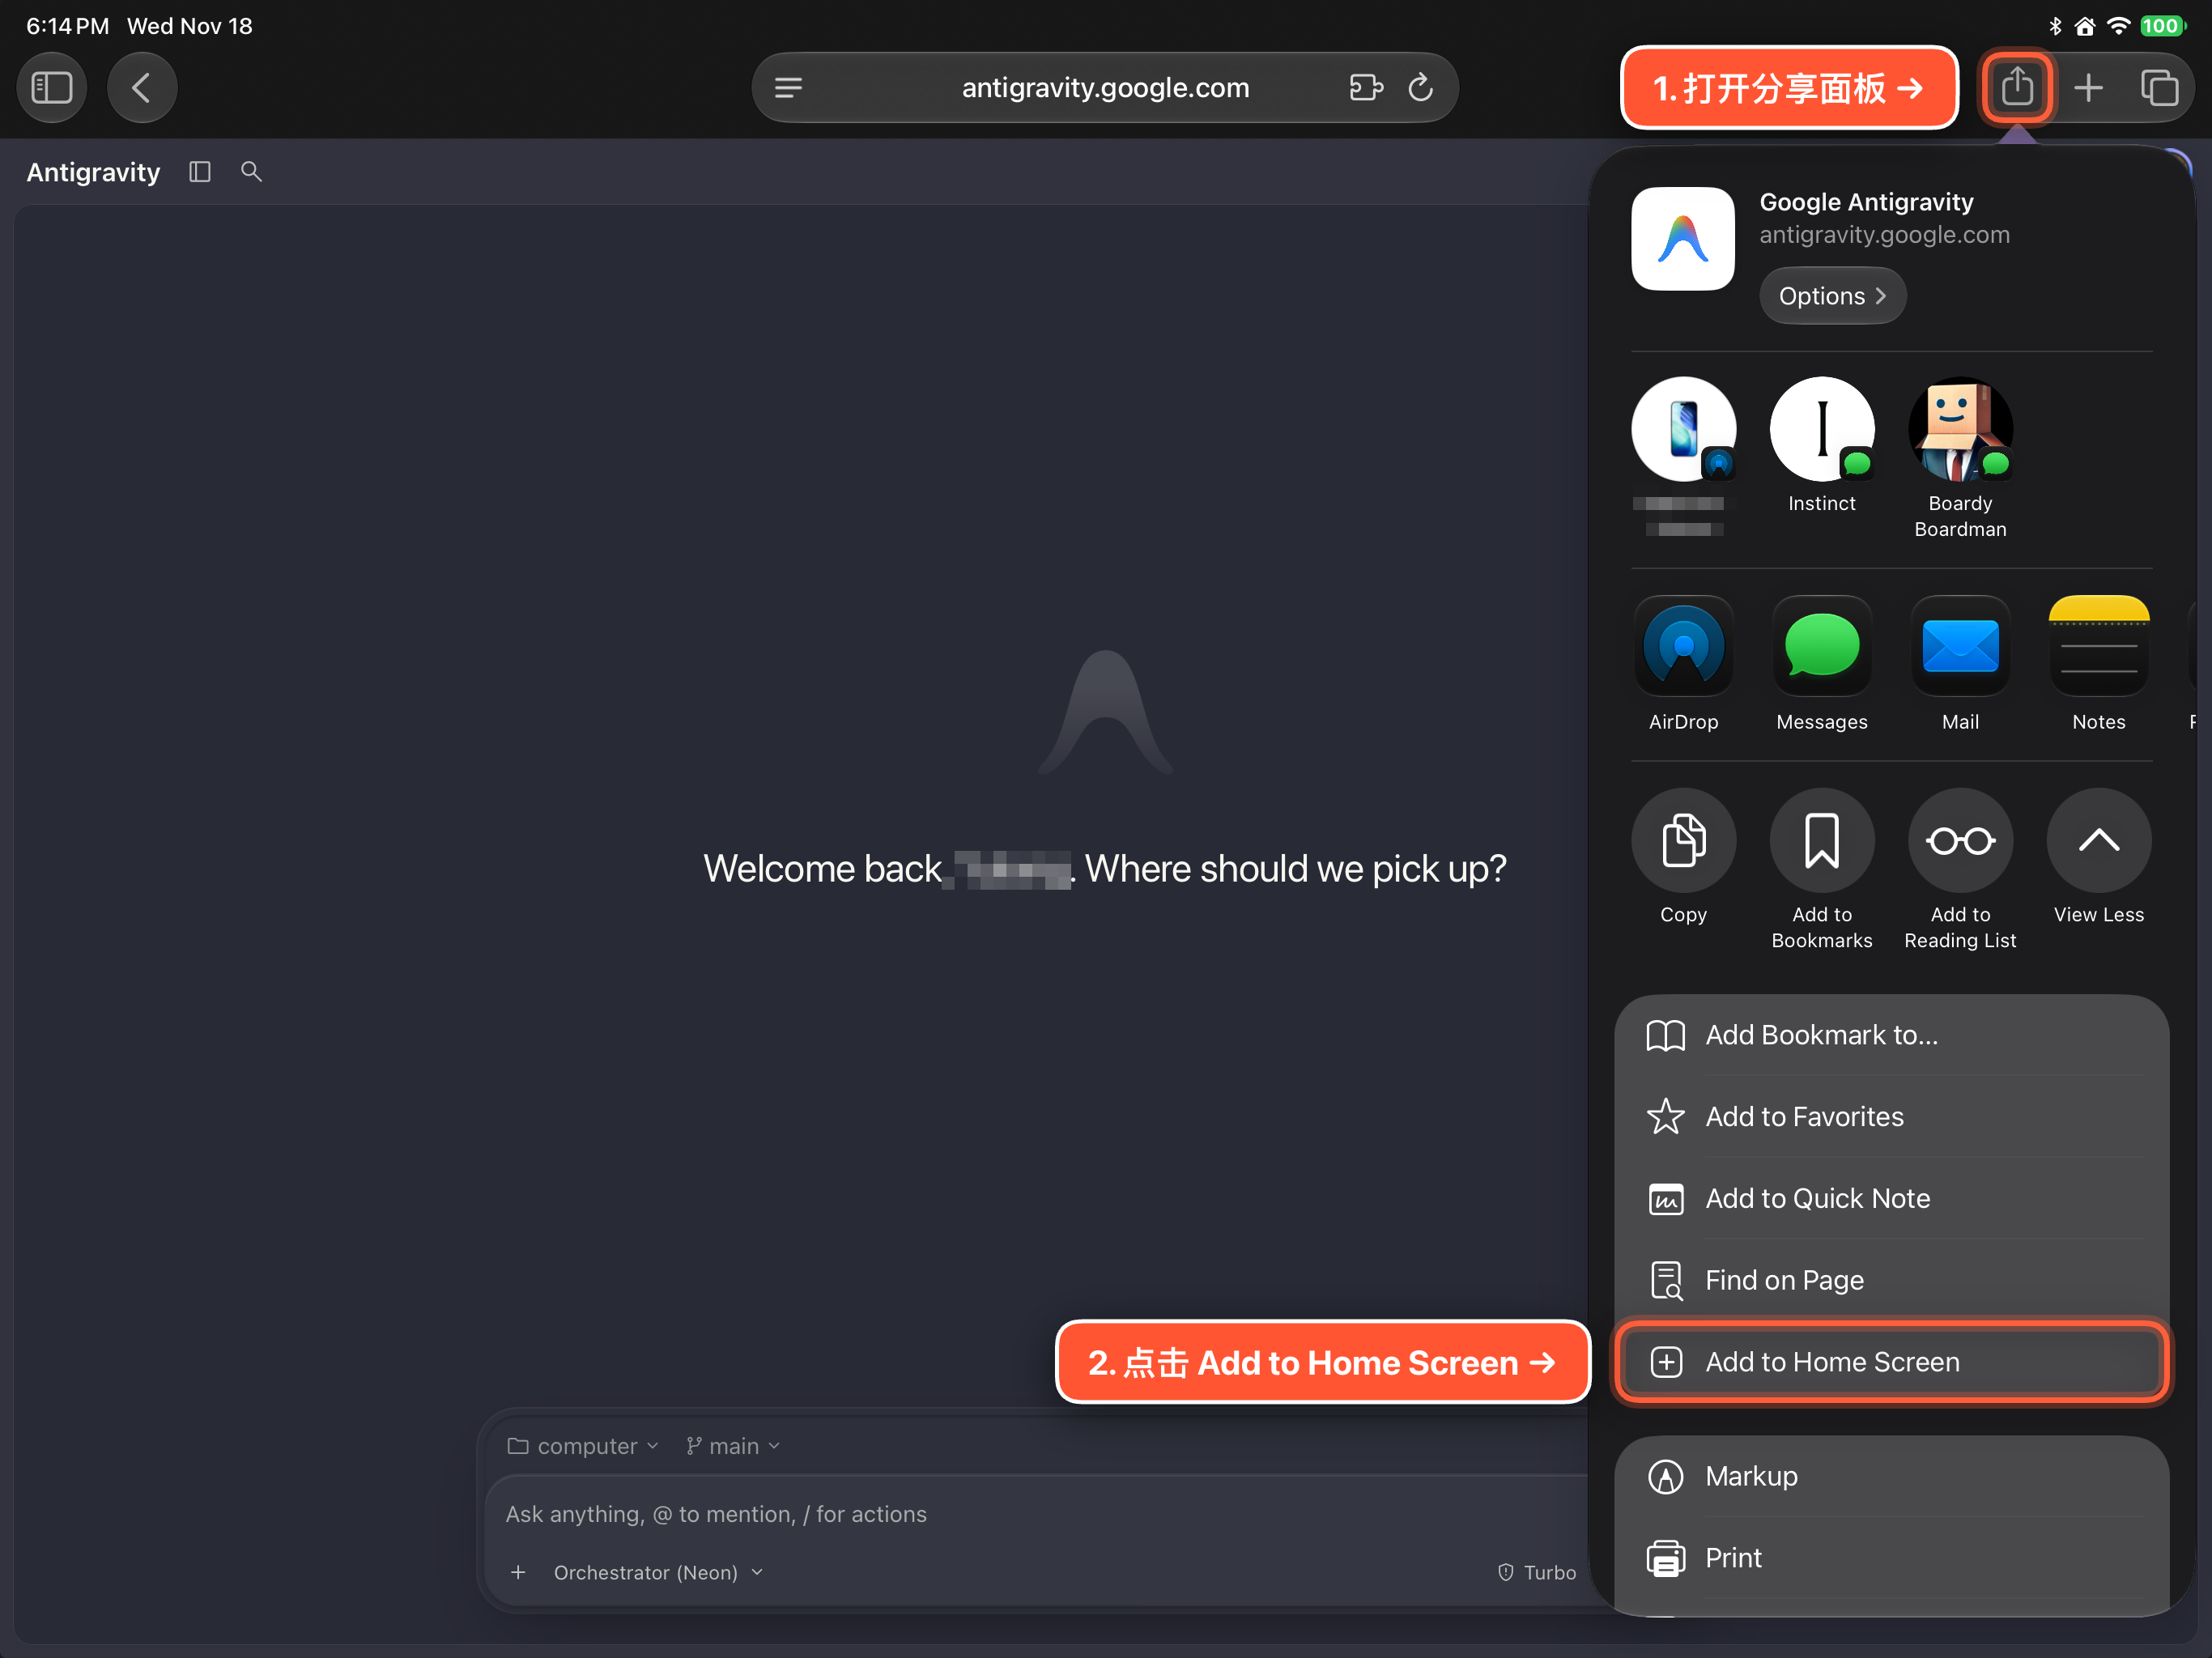 6:14 PM Wed Nov 18
100
antigravity.google.com
1. 打开分享面板 →
Antigravity
Google Antigravity
antigravity.google.com
Options
Instinct
Boardy
Boardman
AirDrop
Messages
Mail
Notes
Welcome back
. Where should we pick up?
Copy
Add to
Bookmarks
Add to
Reading List
View Less
Add Bookmark to...
Add to Favorites
Add to Quick Note
Find on Page
2. 点击 Add to Home Screen →
Add to Home Screen
computer
main
Ask anything, @ to mention, / for actions
Orchestrator (Neon)
Turbo
Markup
Print